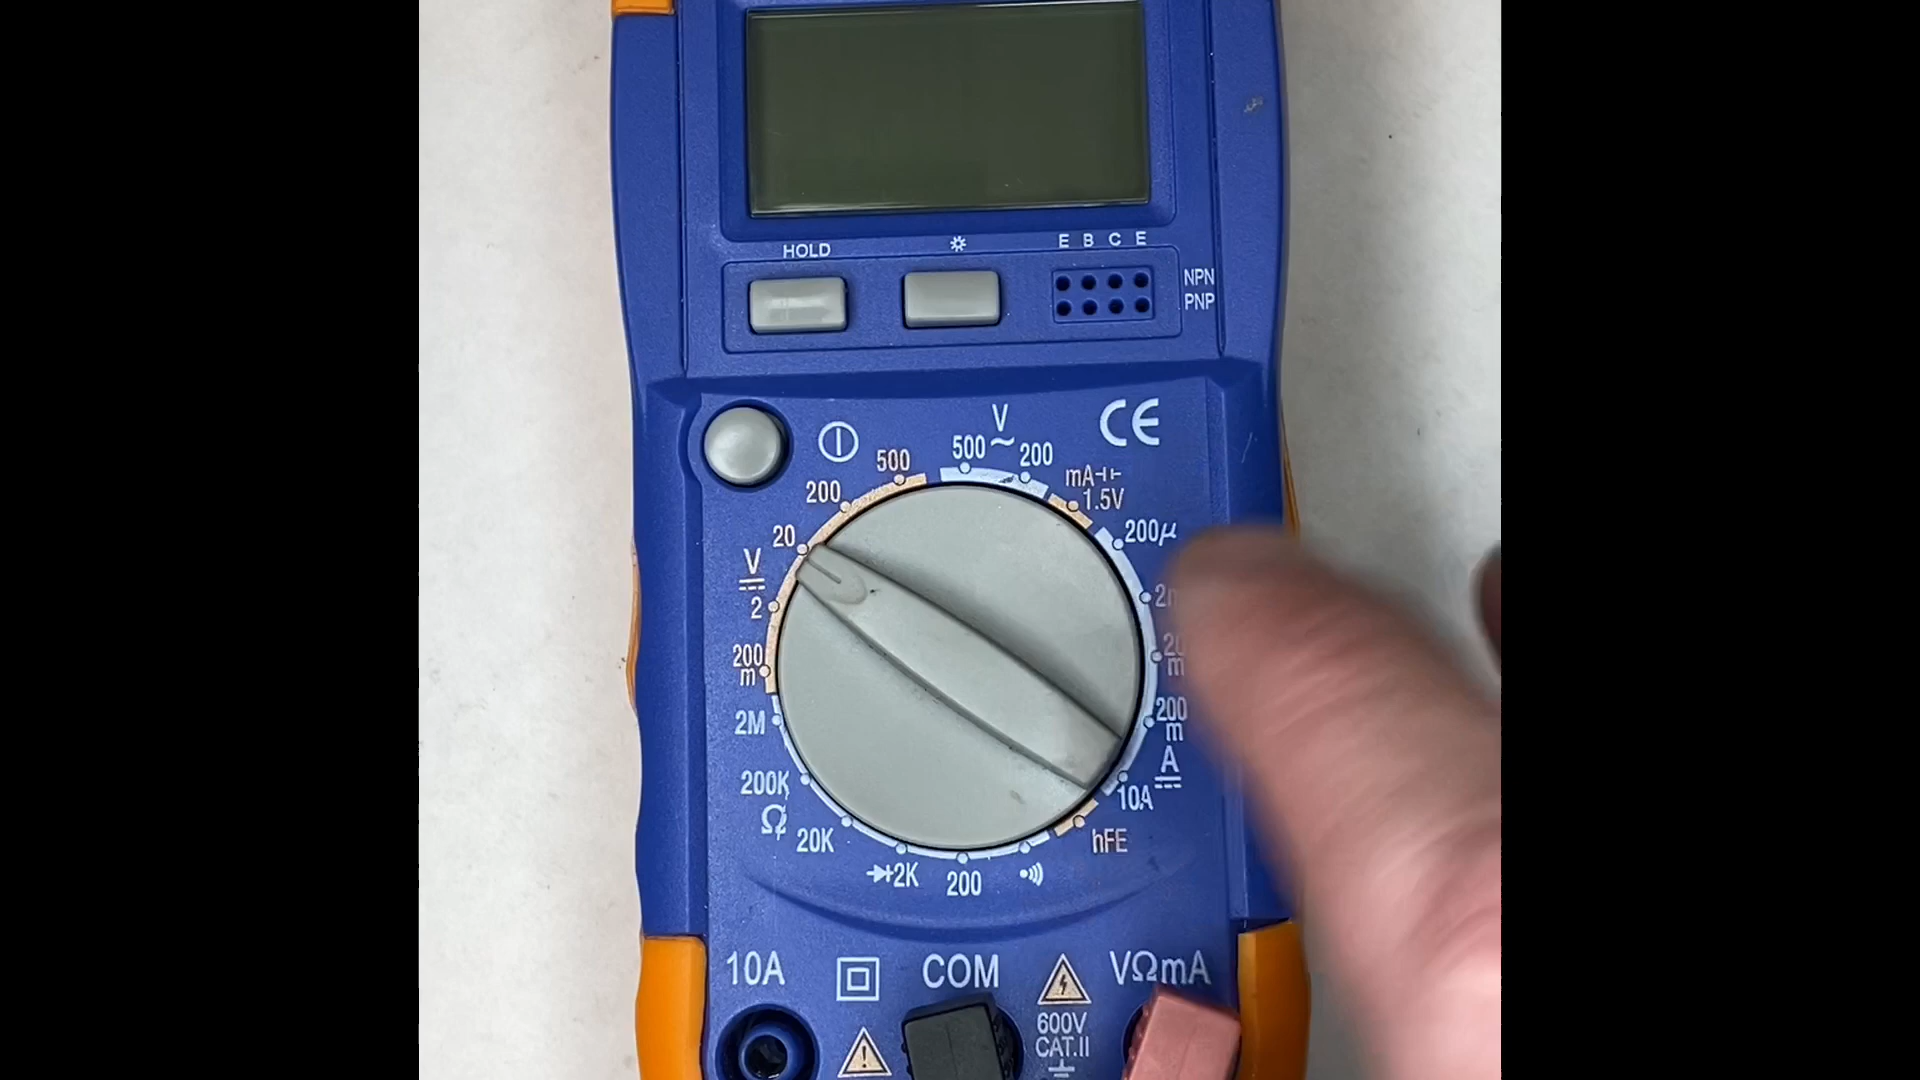 HOLD
E B C E
NPN
PNP
V
CE
500
500
200
mA
200
1.5V
20
200µ
V
2
200
m
200
m
2M
A
200K
10A
Ω
20K
hFE
2K
200
10A
COM
VΩmA
600V
CAT.II